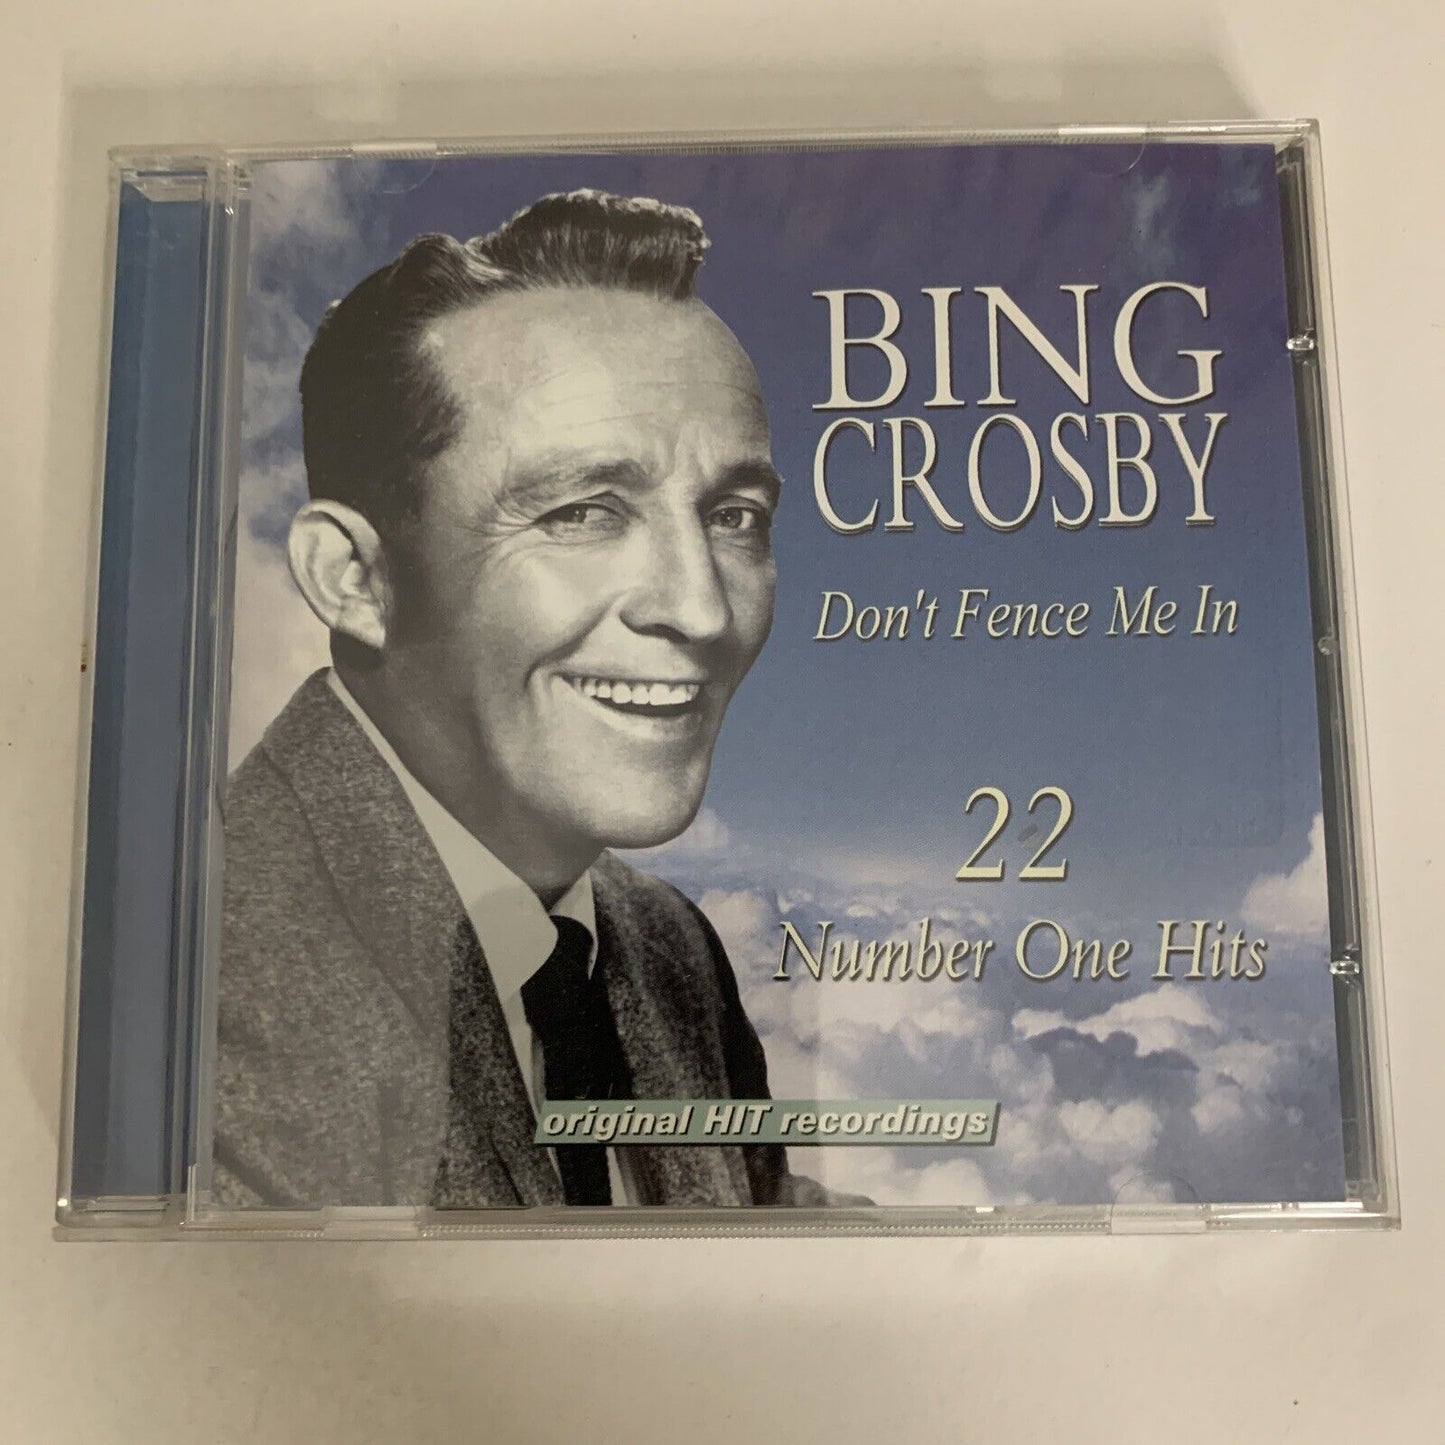 BING
CROSBY
Don't Fence Me In
22
Number One Hits
original HIT recordings